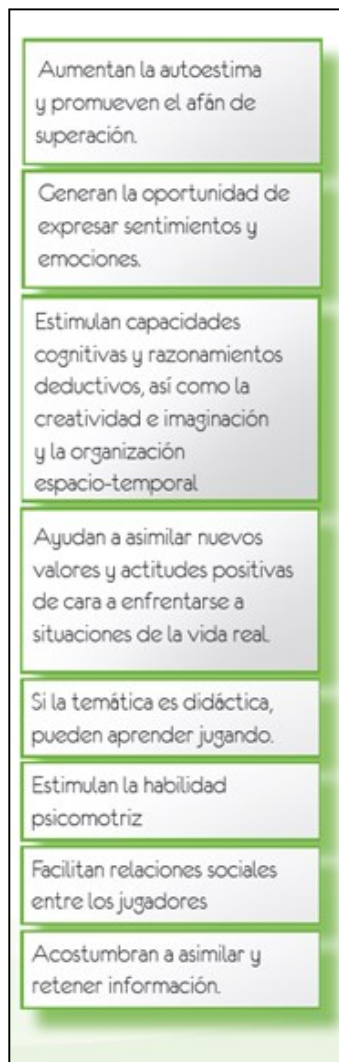 Aumentan la autoestima
y promueven el afán de
superación.
Generan la oportunidad de
expresar sentimientos y
emociones.
Estimulan capacidades
cognitivas y razonamientos
deductivos, así como la
creatividad e imaginación
y la organización
espacio-temporal
Ayudan a asimilar nuevos
valores y actitudes positivas
de cara a enfrentarse a
situaciones de la vida real.
Si la temática es didáctica,
pueden aprender jugando.
Estimulan la habilidad
psicomotriz
Facilitan relaciones sociales
entre los jugadores
Acostumbran a asimilar y
retener información.